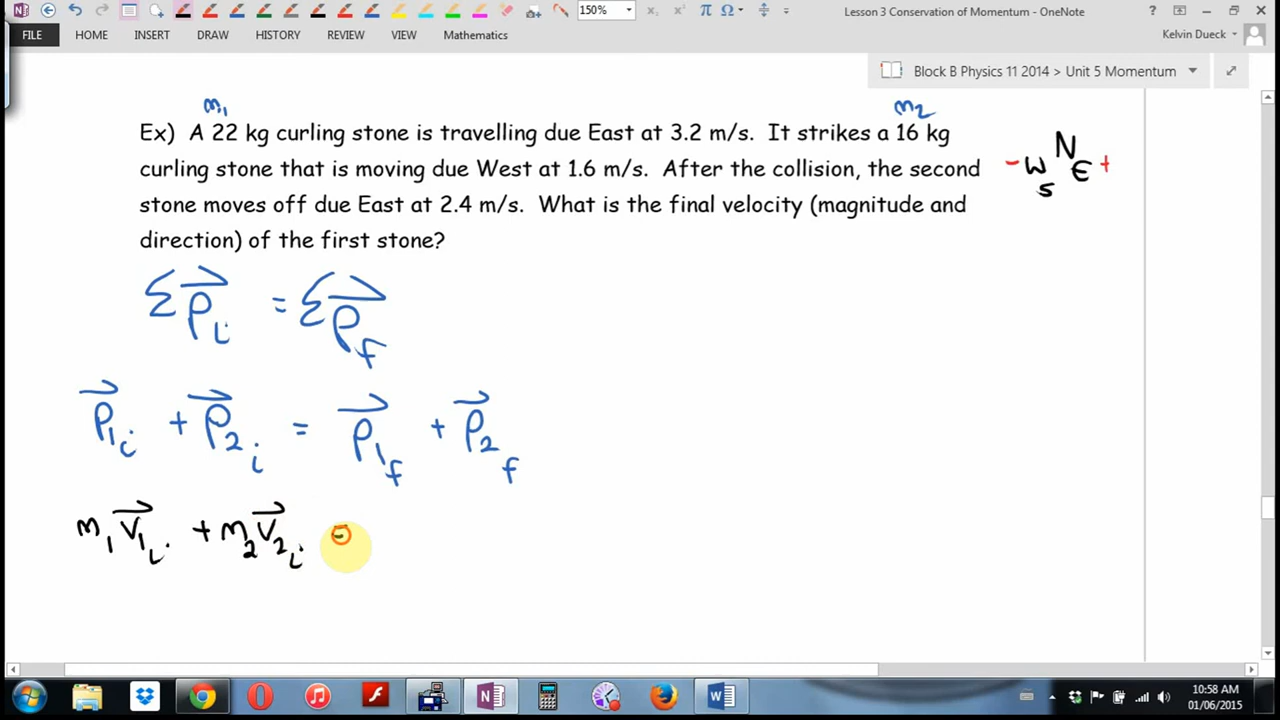 150%
Lesson 3 Conservation of Momentum - OneNote
FILE HOME INSERT DRAW HISTORY REVIEW VIEW Mathematics
Kelvin Dueck
Block B Physics 11 2014 > Unit 5 Momentum
m₁ m₂
Ex) A 22 kg curling stone is travelling due East at 3.2 m/s. It strikes a 16 kg
curling stone that is moving due West at 1.6 m/s. After the collision, the second
stone moves off due East at 2.4 m/s. What is the final velocity (magnitude and
direction) of the first stone?
N
- W E +
S
Σp⃗i = Σp⃗f
p⃗1i + p⃗2i = p⃗1f + p⃗2f
m₁v⃗1i + m₂v⃗2i -
10:58 AM
01/06/2015